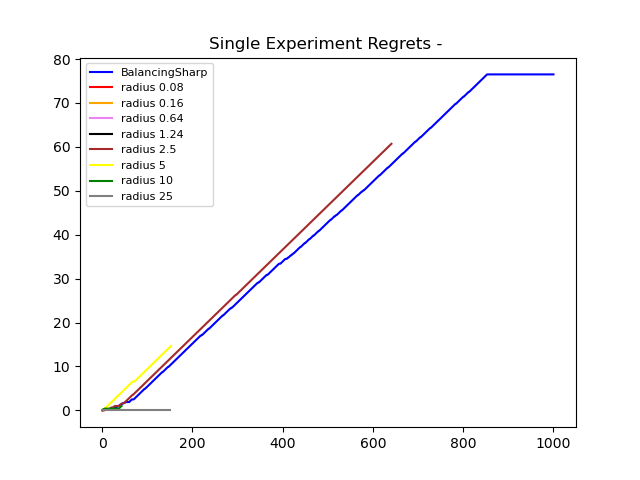 Single Experiment Regrets -
80
70
60
50
40
30
20
10
0
BalancingSharp
radius 0.08
radius 0.16
radius 0.64
radius 1.24
radius 2.5
radius 5
radius 10
radius 25
0 200 400 600 800 1000